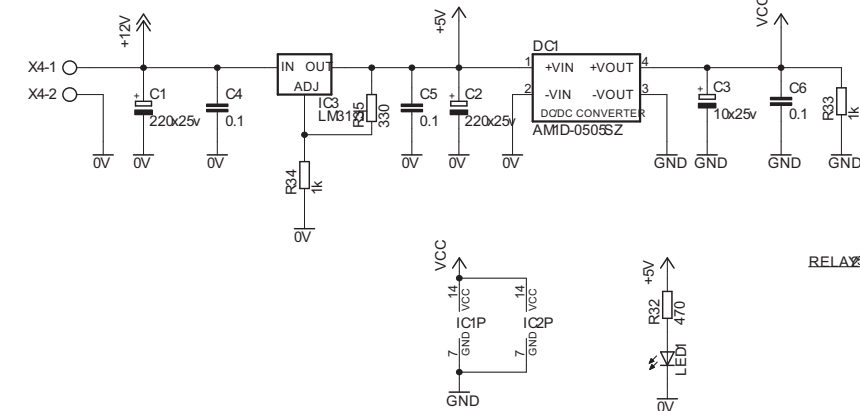 +12V
+5V
VCC
X4-1
X4-2
IN OUT
ADJ
IC3
LM317
R35
330
DC1
1 +VIN +VOUT 4
2 -VIN -VOUT 3
DC/DC CONVERTER
AM1D-0505SZ
+ C1
220x25v
C4
0.1
C5
0.1
+ C2
220x25v
+ C3
10x25v
C6
0.1
R33
1k
0V 0V 0V
0V 0V 0V
GND GND GND GND
R34
1k
0V
VCC
14 VCC
14 VCC
IC1P
IC2P
7 GND
7 GND
GND
+5V
R32
470
LED1
0V